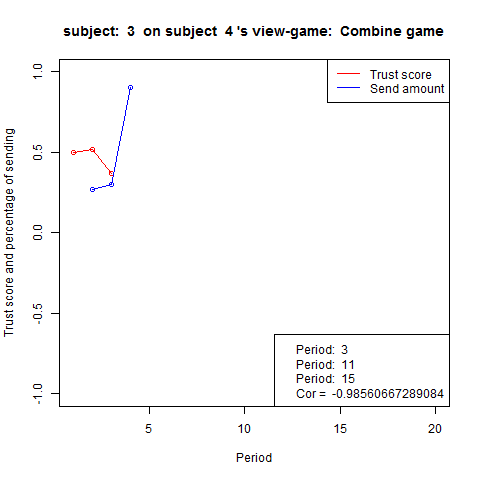 subject: 3 on subject 4 's view-game: Combine game
Trust score
Send amount
Trust score and percentage of sending
1.0
0.5
0.0
-0.5
-1.0
Period: 3
Period: 11
Period: 15
Cor = -0.98560667289084
5
10
15
20
Period